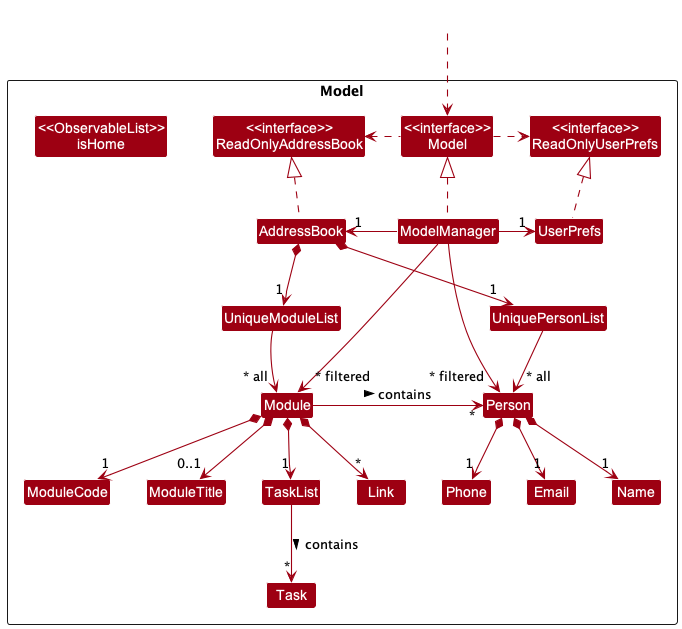 Model
<<ObservableList>>
isHome
<<interface>>
ReadOnlyAddressBook
<<interface>>
Model
<<interface>>
ReadOnlyUserPrefs
AddressBook
1
ModelManager
1
UserPrefs
1
1
UniqueModuleList
UniquePersonList
* all
* filtered
* filtered
* all
Module
contains
*
Person
1
0..1
1
*
1
1
1
ModuleCode
ModuleTitle
TaskList
Link
Phone
Email
Name
contains
*
Task